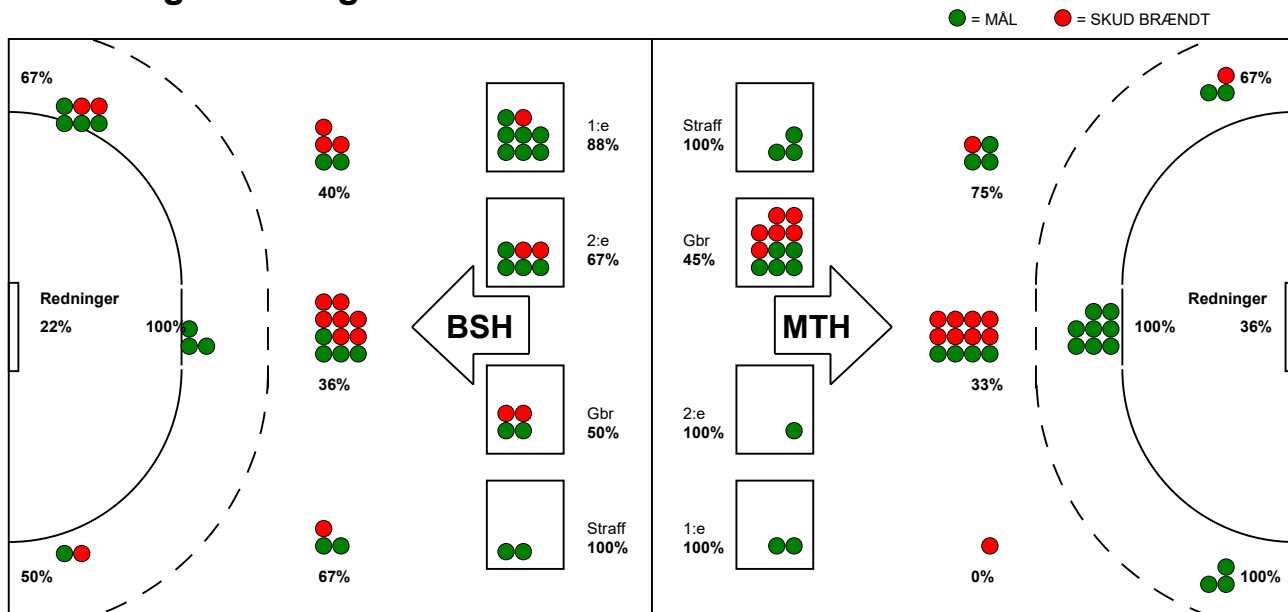 = MÅL
= SKUD BRÆNDT
67%
40%
1:e
88%
Straff
100%
75%
67%
2:e
67%
Gbr
45%
Redninger
22%
100%
36%
BSH
MTH
33%
100%
Redninger
36%
Gbr
50%
2:e
100%
Straff
100%
1:e
100%
50%
67%
0%
100%